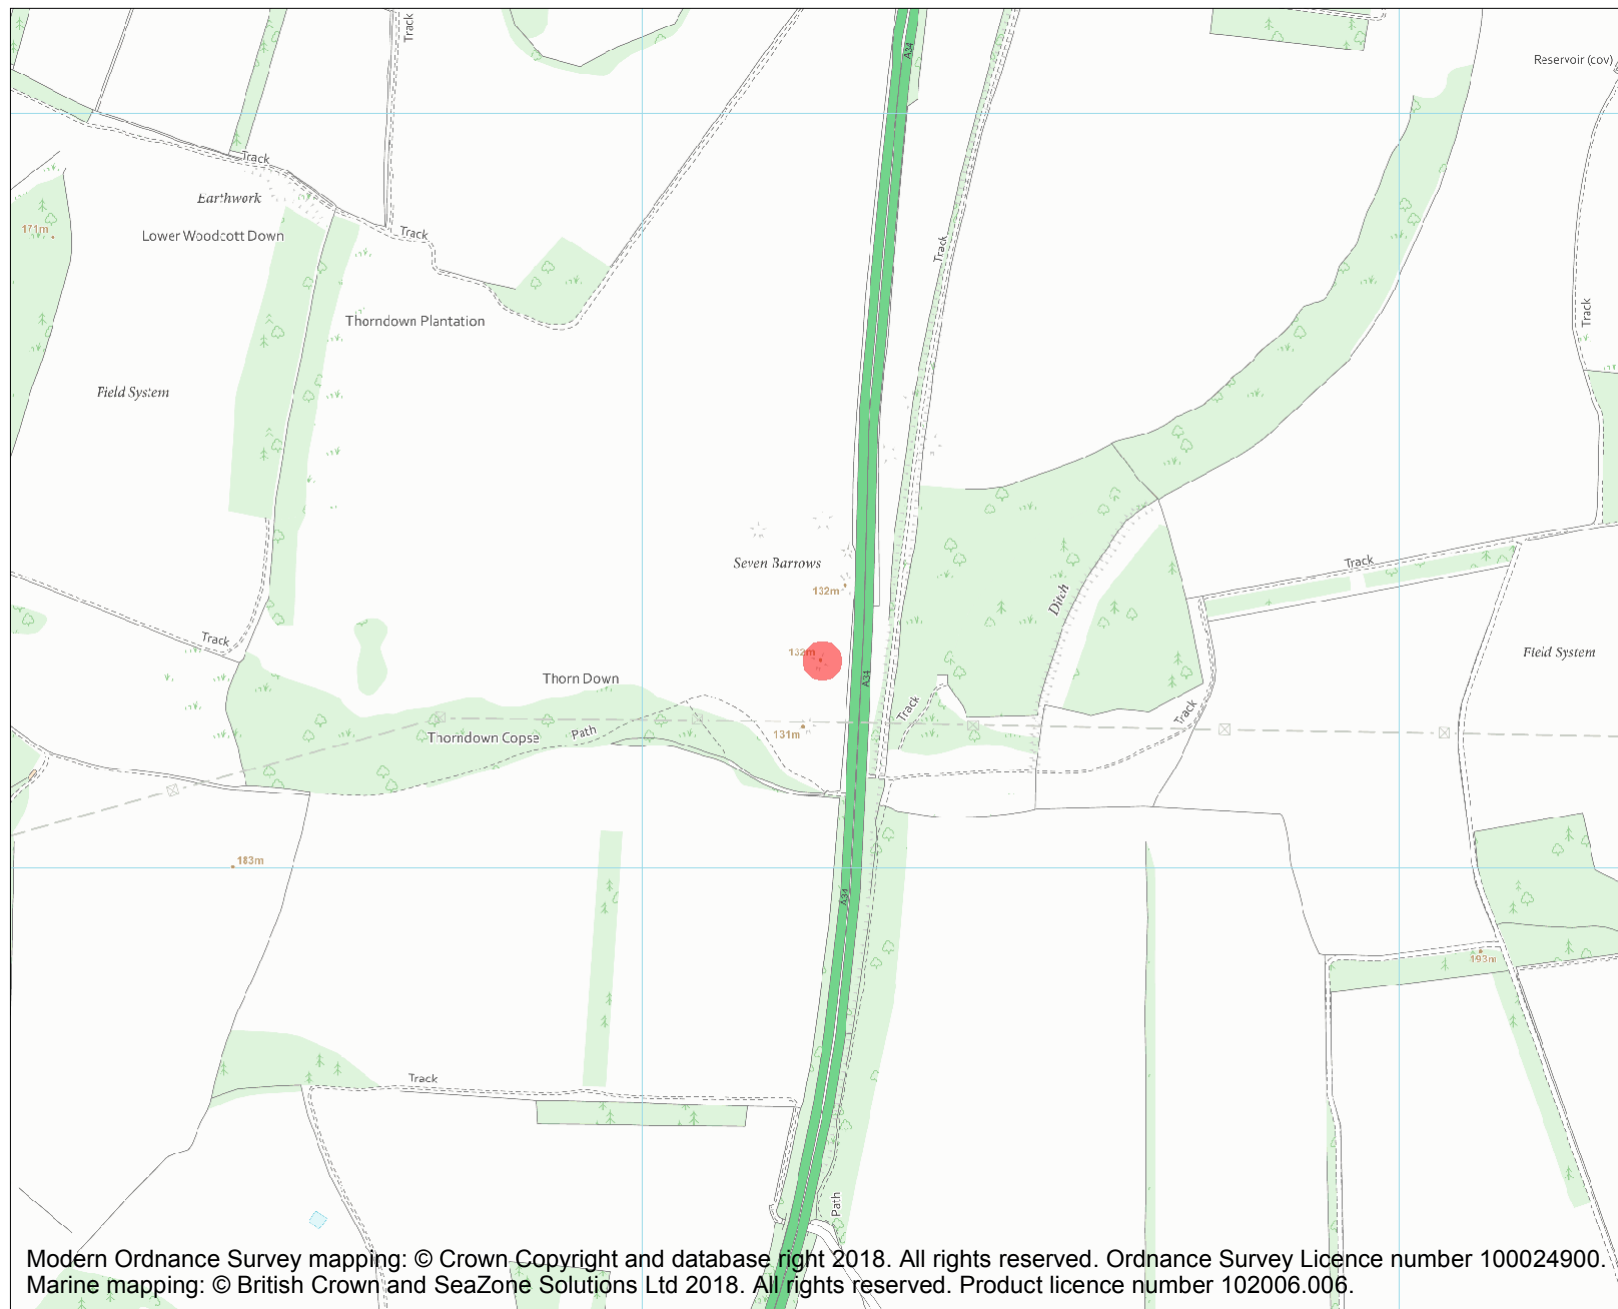 Track
A34
Reservoir (cov)
Track
Earthwork
171m
Lower Woodcott Down
Track
Track
Thorndown Plantation
Track
Field System
Seven Barrows
Track
132m
Ditch
Track
132m
Field System
Thorn Down
A34
Track
Track
Thorndown Copse
Path
131m
183m
A34
193m
Track
Path
Modern Ordnance Survey mapping: © Crown Copyright and database right 2018. All rights reserved. Ordnance Survey Licence number 100024900.
Marine mapping: © British Crown and SeaZone Solutions Ltd 2018. All rights reserved. Product licence number 102006.006.